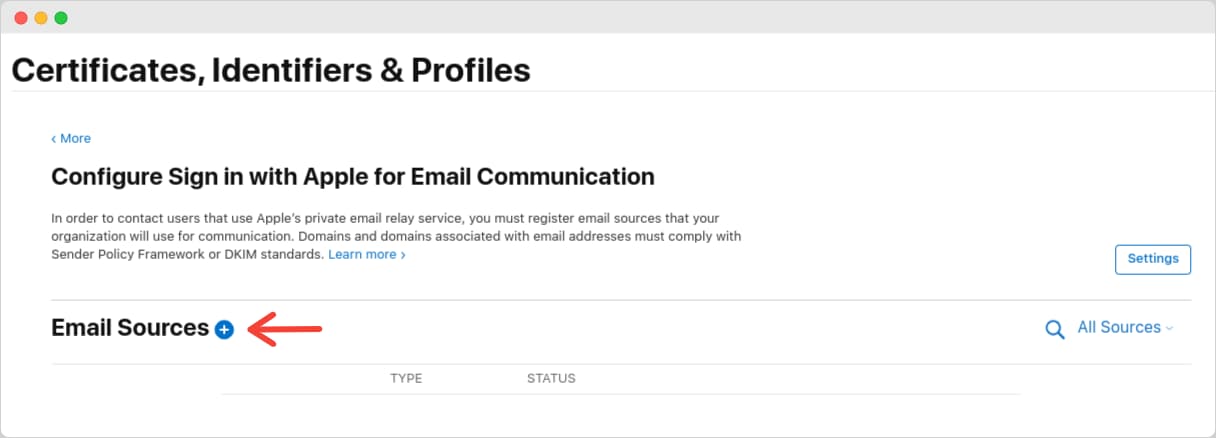 Certificates, Identifiers & Profiles
‹ More
Configure Sign in with Apple for Email Communication
In order to contact users that use Apple's private email relay service, you must register email sources that your
organization will use for communication. Domains and domains associated with email addresses must comply with
Sender Policy Framework or DKIM standards. Learn more ›
Settings
Email Sources
All Sources
TYPE STATUS